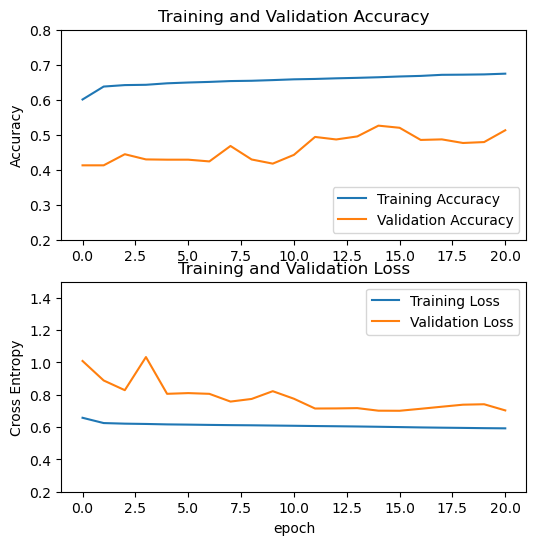 Training and Validation Accuracy
Accuracy
0.8
0.7
0.6
0.5
0.4
0.3
0.2
Training Accuracy
Validation Accuracy
0.0 2.5 5.0 7.5 10.0 12.5 15.0 17.5 20.0
Training and Validation Loss
Cross Entropy
1.4
1.2
1.0
0.8
0.6
0.4
0.2
Training Loss
Validation Loss
0.0 2.5 5.0 7.5 10.0 12.5 15.0 17.5 20.0
epoch